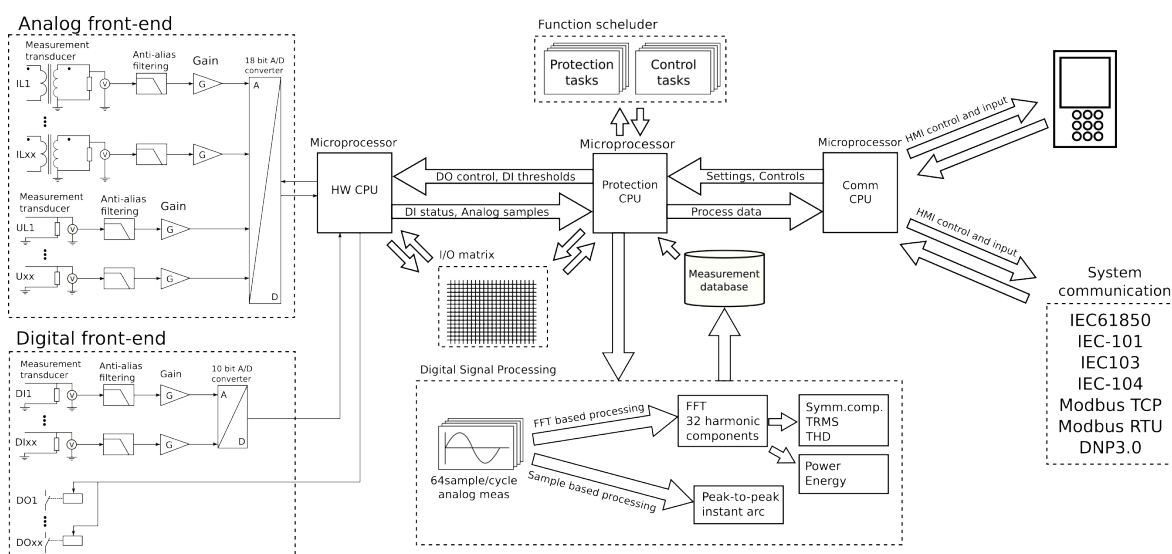 Analog front-end
Measurement
transducer
IL1
ILxx
Anti-alias
filtering
Gain
G
G
V
V
18 bit A/D
converter
A
D
Measurement
transducer
UL1
Uxx
Anti-alias
filtering
Gain
G
G
V
V
Digital front-end
Measurement
transducer
DI1
DIxx
Anti-alias
filtering
Gain
G
G
V
V
10 bit A/D
converter
A
D
DO1
DOxx
Microprocessor
HW CPU
DO control, DI thresholds
DI status, Analog samples
I/O matrix
Function scheluder
Protection
tasks
Control
tasks
Microprocessor
Protection
CPU
Settings, Controls
Process data
Measurement
database
Microprocessor
Comm
CPU
HMI control and input
HMI control and input
System
communication
IEC61850
IEC-101
IEC103
IEC-104
Modbus TCP
Modbus RTU
DNP3.0
Digital Signal Processing
64sample/cycle
analog meas
FFT based processing
Sample based processing
FFT
32 harmonic
components
Symm.comp.
TRMS
THD
Power
Energy
Peak-to-peak
instant arc